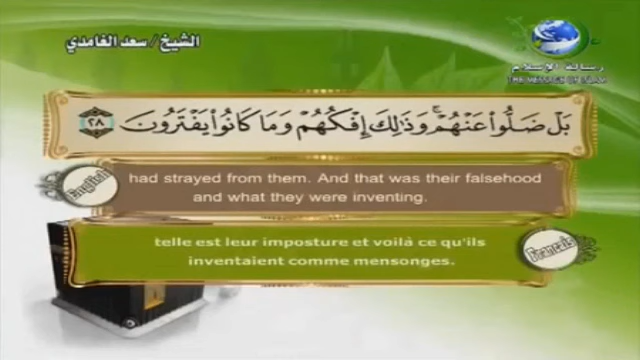 الشيخ / سعد الغامدي
رسالة الإسلام
THE MESSAGE OF ISLAM
بَلْ ضَلُّوا۟ عَنْهُمْ ۚ وَذَٰلِكَ إِفْكُهُمْ وَمَا كَانُوا۟ يَفْتَرُونَ ٢٨
English
had strayed from them. And that was their falsehood
and what they were inventing.
telle est leur imposture et voilà ce qu'ils
inventaient comme mensonges.
Francais